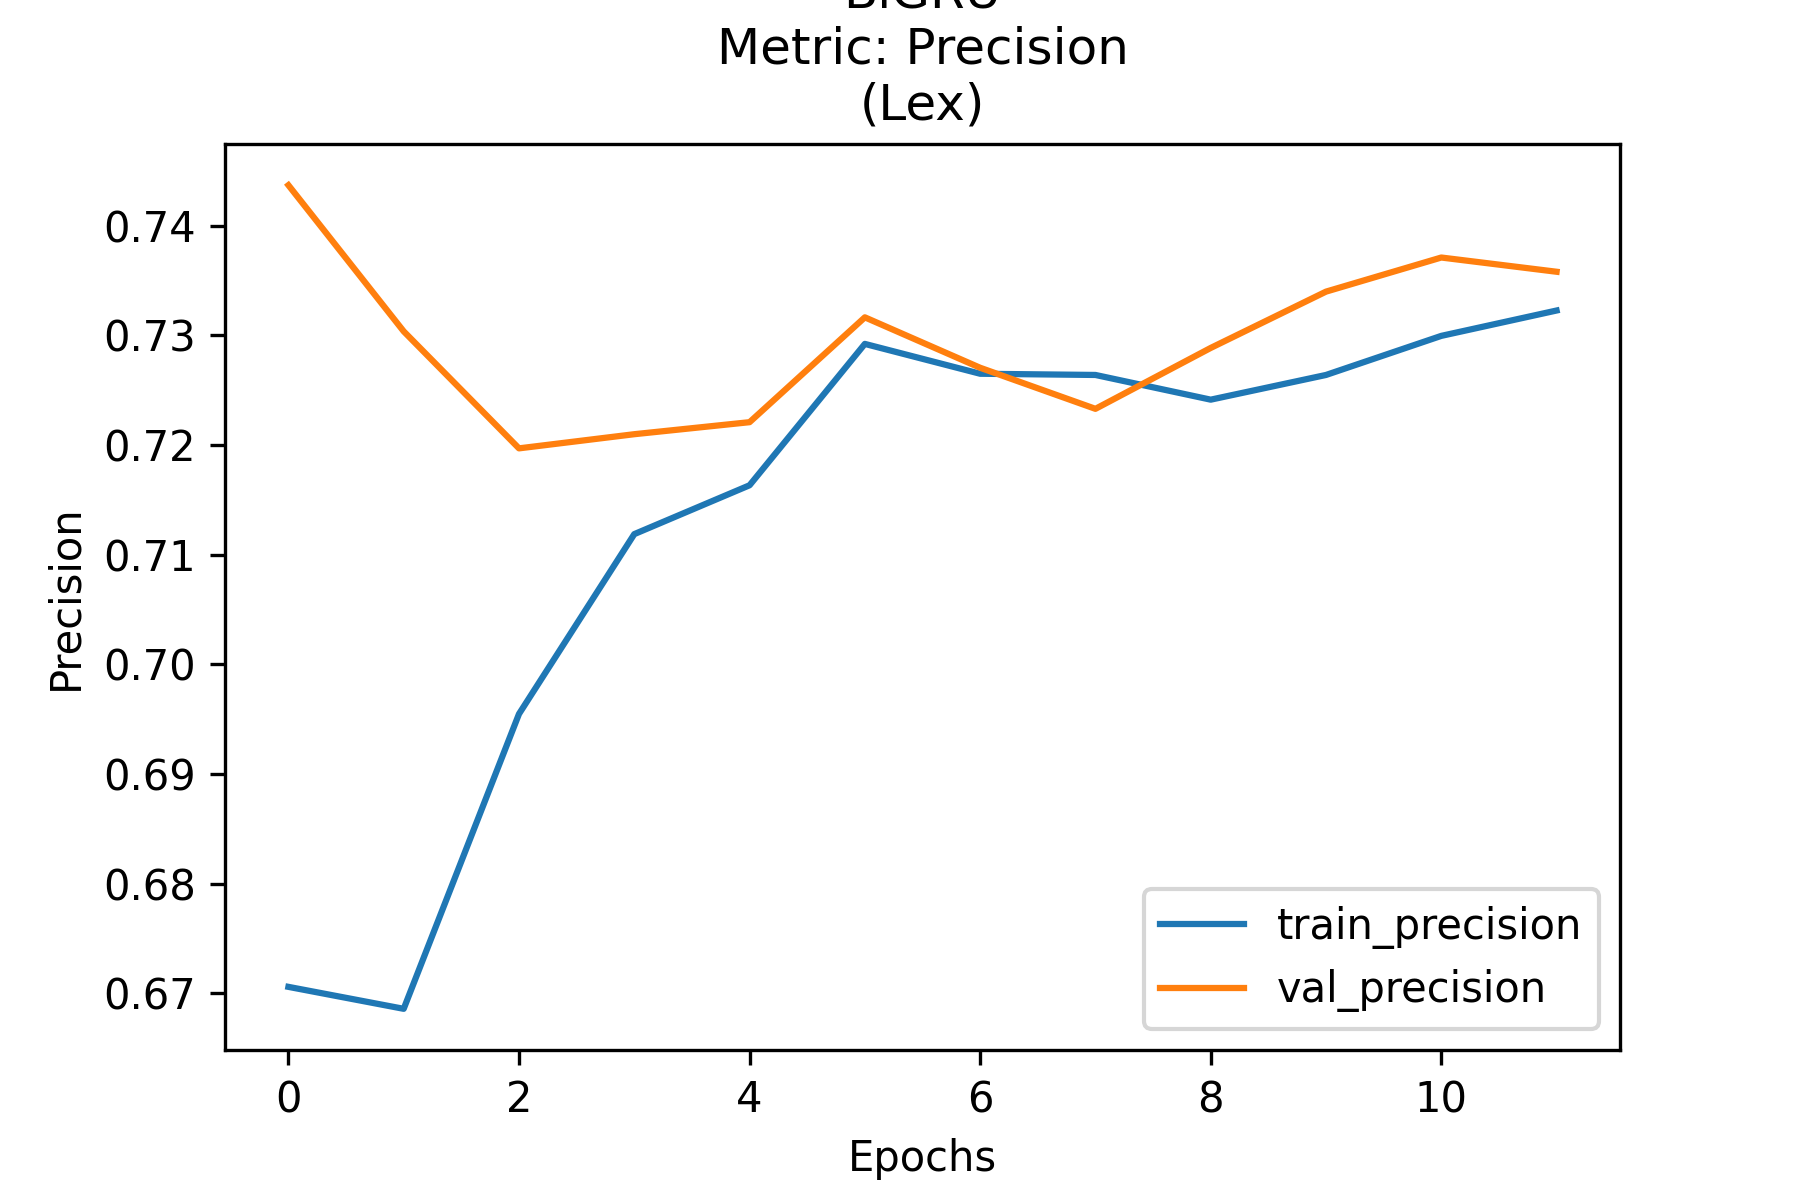 BiGRU
Metric: Precision
(Lex)
0.74
0.73
0.72
0.71
0.70
0.69
0.68
0.67
Precision
0 2 4 6 8 10
Epochs
train_precision
val_precision